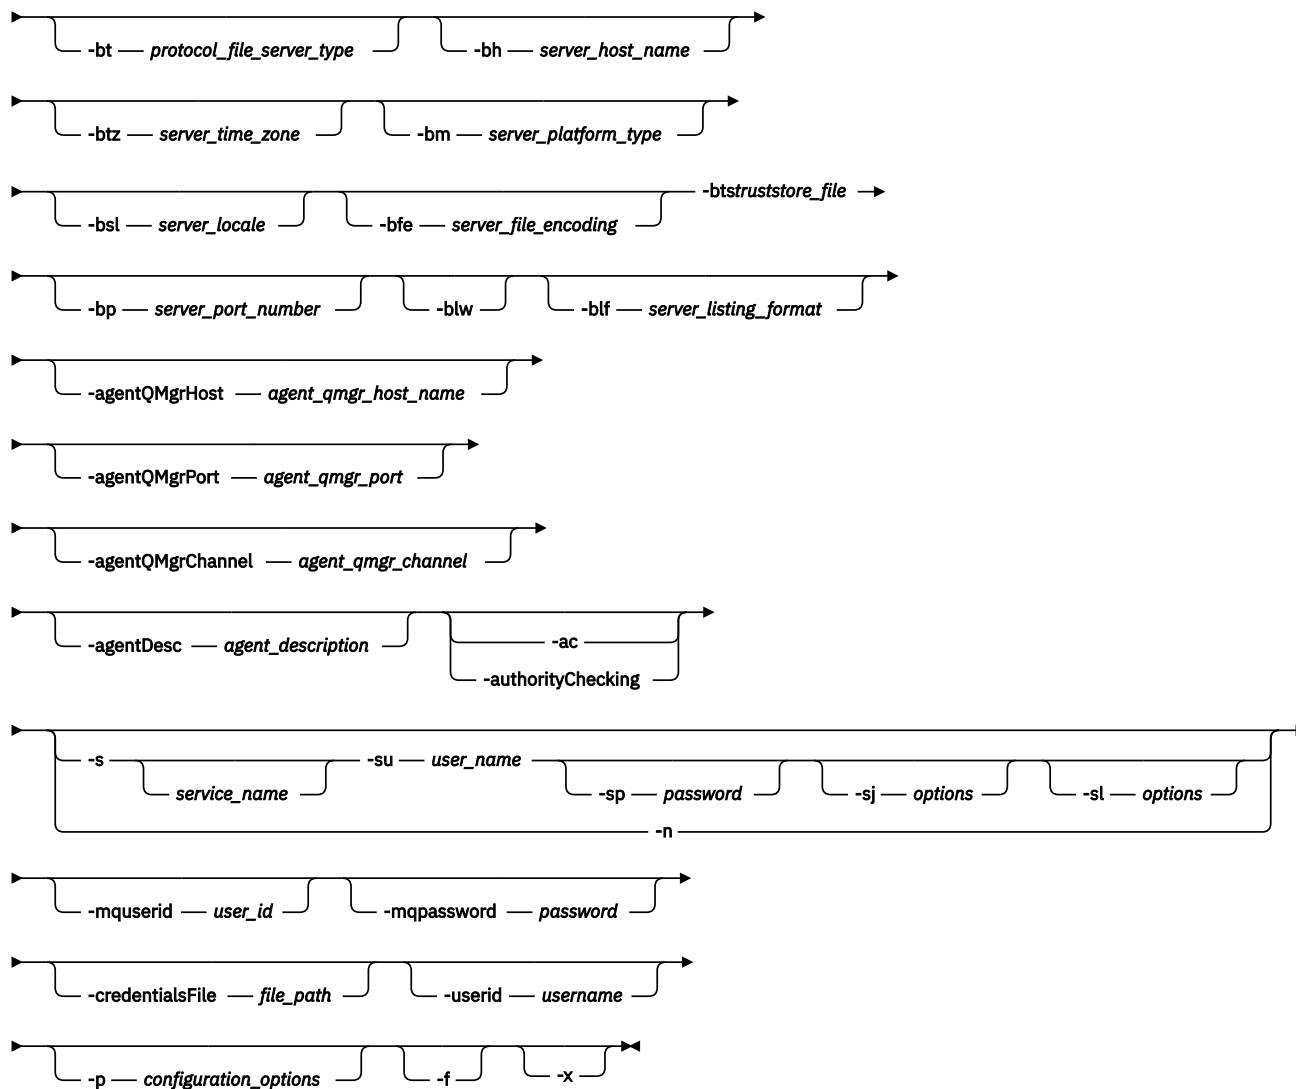 -bt protocol_file_server_type -bh server_host_name
-btz server_time_zone -bm server_platform_type
-btstruststore_file
-bsl server_locale -bfe server_file_encoding
-bp server_port_number -blw -blf server_listing_format
-agentQMgrHost agent_qmgr_host_name
-agentQMgrPort agent_qmgr_port
-agentQMgrChannel agent_qmgr_channel
-agentDesc agent_description -ac
-authorityChecking
-s -su user_name
service_name -sp password -sj options -sl options
-n
-mquserid user_id -mqpassword password
-credentialsFile file_path -userid username
-p configuration_options -f -x